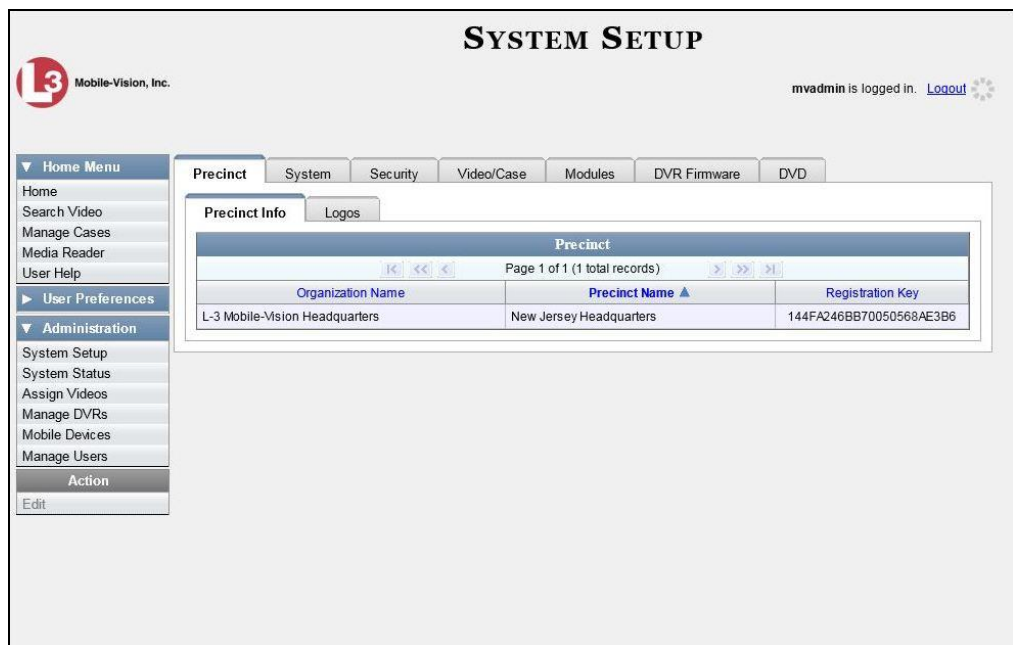 SYSTEM SETUP
L3 Mobile-Vision, Inc.
mvadmin is logged in. Logout
▼ Home Menu
Home
Search Video
Manage Cases
Media Reader
User Help
▶ User Preferences
▼ Administration
System Setup
System Status
Assign Videos
Manage DVRs
Mobile Devices
Manage Users
Action
Edit
Precinct System Security Video/Case Modules DVR Firmware DVD
Precinct Info Logos
Precinct
|< << < Page 1 of 1 (1 total records) > >> >|
Organization Name Precinct Name ▲ Registration Key
L-3 Mobile-Vision Headquarters New Jersey Headquarters 144FA246BB70050568AE3B6